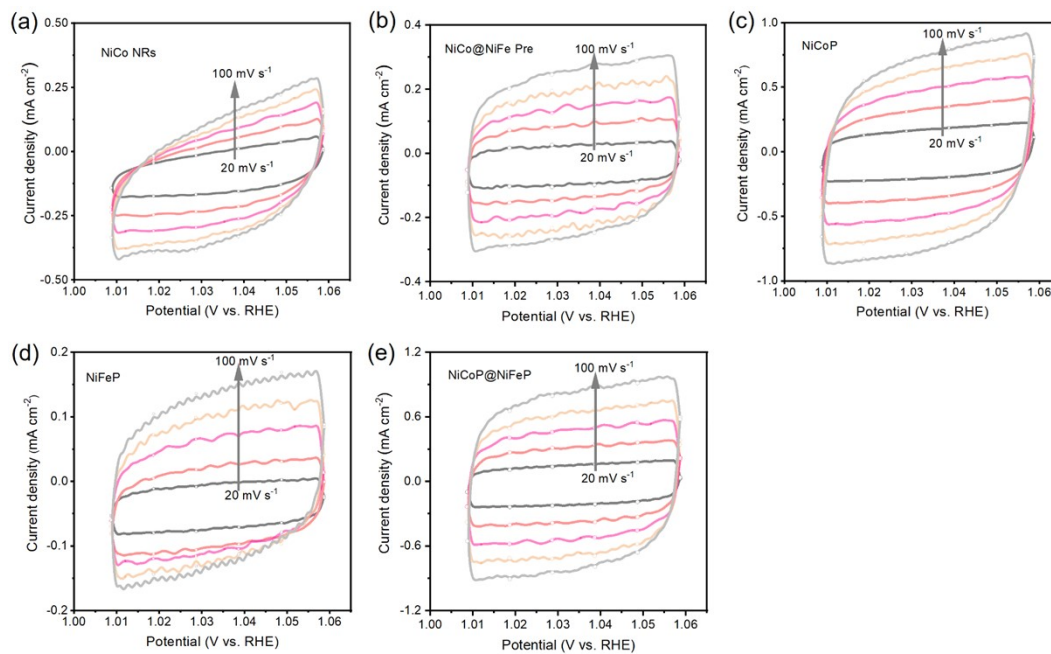 (a)
NiCo NRs
100 mV s⁻¹
20 mV s⁻¹
Current density (mA cm⁻²)
0.50
0.25
0.00
-0.25
-0.50
1.00 1.01 1.02 1.03 1.04 1.05 1.06
Potential (V vs. RHE)
(b)
NiCo@NiFe Pre
100 mV s⁻¹
20 mV s⁻¹
Current density (mA cm⁻²)
0.4
0.2
0.0
-0.2
-0.4
1.00 1.01 1.02 1.03 1.04 1.05 1.06
Potential (V vs. RHE)
(c)
NiCoP
100 mV s⁻¹
20 mV s⁻¹
Current density (mA cm⁻²)
1.0
0.5
0.0
-0.5
-1.0
1.00 1.01 1.02 1.03 1.04 1.05 1.06
Potential (V vs. RHE)
(d)
NiFeP
100 mV s⁻¹
20 mV s⁻¹
Current density (mA cm⁻²)
0.2
0.1
0.0
-0.1
-0.2
1.00 1.01 1.02 1.03 1.04 1.05 1.06
Potential (V vs. RHE)
(e)
NiCoP@NiFeP
100 mV s⁻¹
20 mV s⁻¹
Current density (mA cm⁻²)
1.2
0.6
0.0
-0.6
-1.2
1.00 1.01 1.02 1.03 1.04 1.05 1.06
Potential (V vs. RHE)